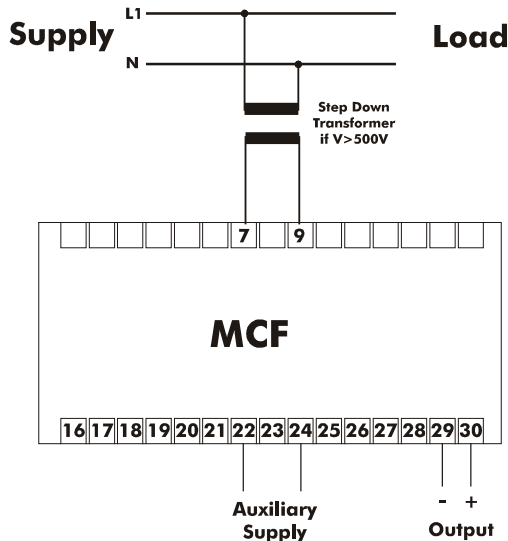 Supply L1 Load
N
Step Down
Transformer
if V>500V
7 9
MCF
16 17 18 19 20 21 22 23 24 25 26 27 28 29 30
- +
Auxiliary
Supply
Output